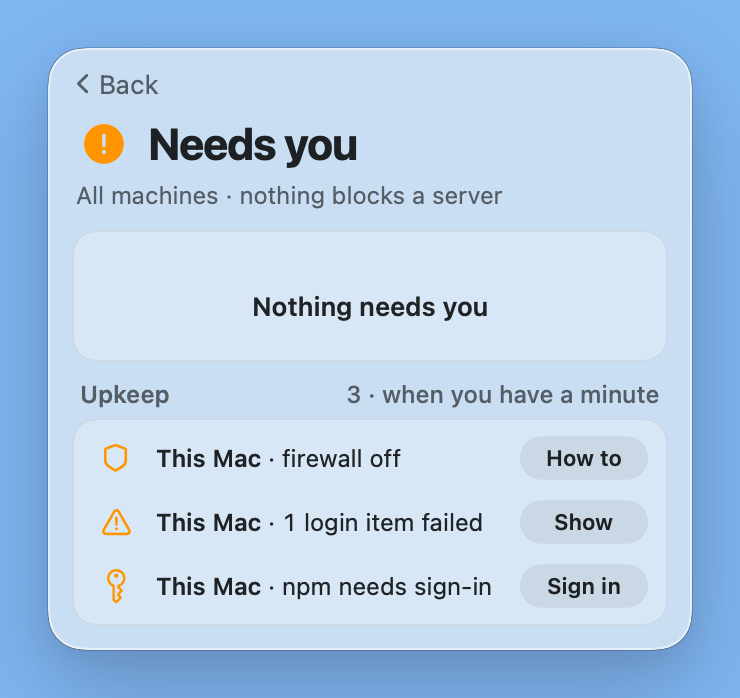 Back
Needs you
All machines · nothing blocks a server
Nothing needs you
Upkeep 3 · when you have a minute
This Mac · firewall off How to
This Mac · 1 login item failed Show
This Mac · npm needs sign-in Sign in